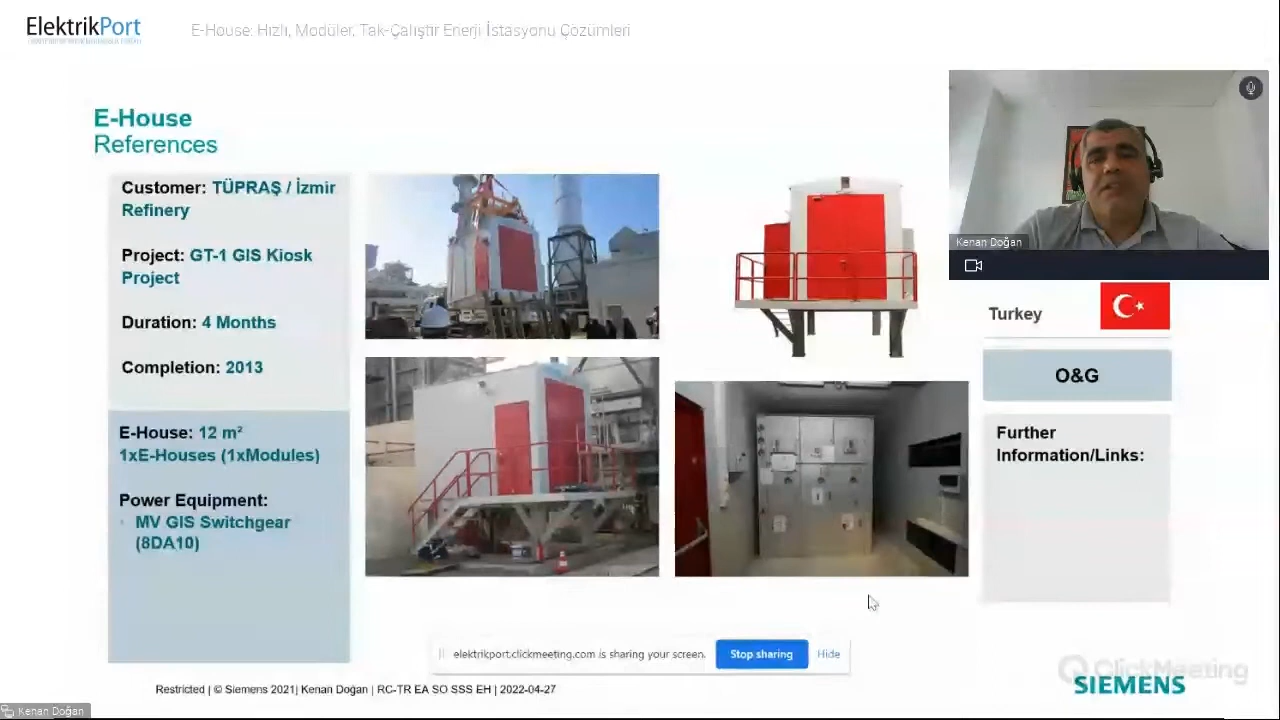 ElektrikPort
E-House: Hızlı, Modüler, Tak-Çalıştır Enerji İstasyonu Çözümleri
E-House
References
Customer: TÜPRAŞ / İzmir
Refinery
Project: GT-1 GIS Kiosk
Project
Duration: 4 Months
Completion: 2013
E-House: 12 m²
1xE-Houses (1xModules)
Power Equipment:
MV GIS Switchgear
(8DA10)
Kenan Doğan
Turkey
O&G
Further
Information/Links:
elektrikport.clickmeeting.com is sharing your screen.
Stop sharing
Hide
Restricted | © Siemens 2021| Kenan Doğan | RC-TR EA SO SSS EH | 2022-04-27
ClickMeeting
SIEMENS
Kenan Doğan